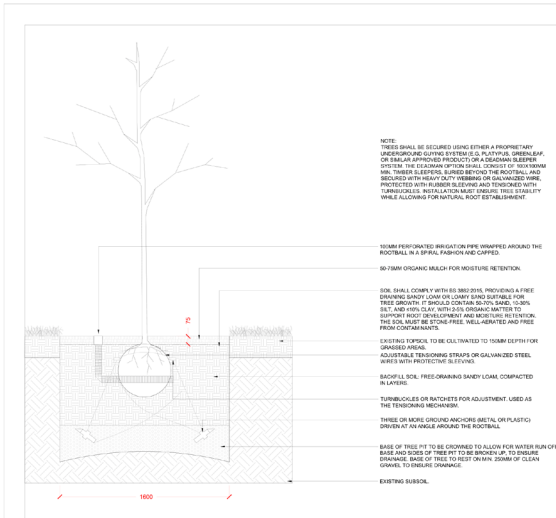 NOTE:
TREES SHALL BE SECURED USING EITHER A PROPRIETARY
UNDERGROUND GUYING SYSTEM (E.G. PLATYPUS, GREENLEAF,
OR SIMILAR APPROVED PRODUCT) OR A DEADMAN SLEEPER
SYSTEM. THE DEADMAN OPTION SHALL CONSIST OF 100X100MM
MIN. TIMBER SLEEPERS, BURIED BEYOND THE ROOTBALL AND
SECURED WITH HEAVY DUTY WEBBING OR GALVANIZED WIRE,
PROTECTED WITH RUBBER SLEEVING AND TENSIONED WITH
TURNBUCKLES. INSTALLATION MUST ENSURE TREE STABILITY
WHILE ALLOWING FOR NATURAL ROOT ESTABLISHMENT.
100MM PERFORATED IRRIGATION PIPE WRAPPED AROUND THE
ROOTBALL IN A SPIRAL FASHION AND CAPPED.
50-75MM ORGANIC MULCH FOR MOISTURE RETENTION.
SOIL SHALL COMPLY WITH BS 3882:2015, PROVIDING A FREE
DRAINING SANDY LOAM OR LOAMY SAND SUITABLE FOR
TREE GROWTH. IT SHOULD CONTAIN 50-70% SAND, 10-30%
SILT, AND <10% CLAY, WITH 2-5% ORGANIC MATTER TO
SUPPORT ROOT DEVELOPMENT AND MOISTURE RETENTION.
THE SOIL MUST BE STONE-FREE, WELL-AERATED AND FREE
FROM CONTAMINANTS.
75
EXISTING TOPSOIL TO BE CULTIVATED TO 150MM DEPTH FOR
GRASSED AREAS.
ADJUSTABLE TENSIONING STRAPS OR GALVANIZED STEEL
WIRES WITH PROTECTIVE SLEEVING.
BACKFILL SOIL: FREE-DRAINING SANDY LOAM, COMPACTED
IN LAYERS.
TURNBUCKLES OR RATCHETS FOR ADJUSTMENT. USED AS
THE TENSIONING MECHANISM.
THREE OR MORE GROUND ANCHORS (METAL OR PLASTIC)
DRIVEN AT AN ANGLE AROUND THE ROOTBALL
BASE OF TREE PIT TO BE CROWNED TO ALLOW FOR WATER RUN OF
BASE AND SIDES OF TREE PIT TO BE BROKEN UP, TO ENSURE
DRAINAGE. BASE OF TREE TO REST ON MIN. 250MM OF CLEAN
GRAVEL TO ENSURE DRAINAGE.
EXISTING SUBSOIL.
1600